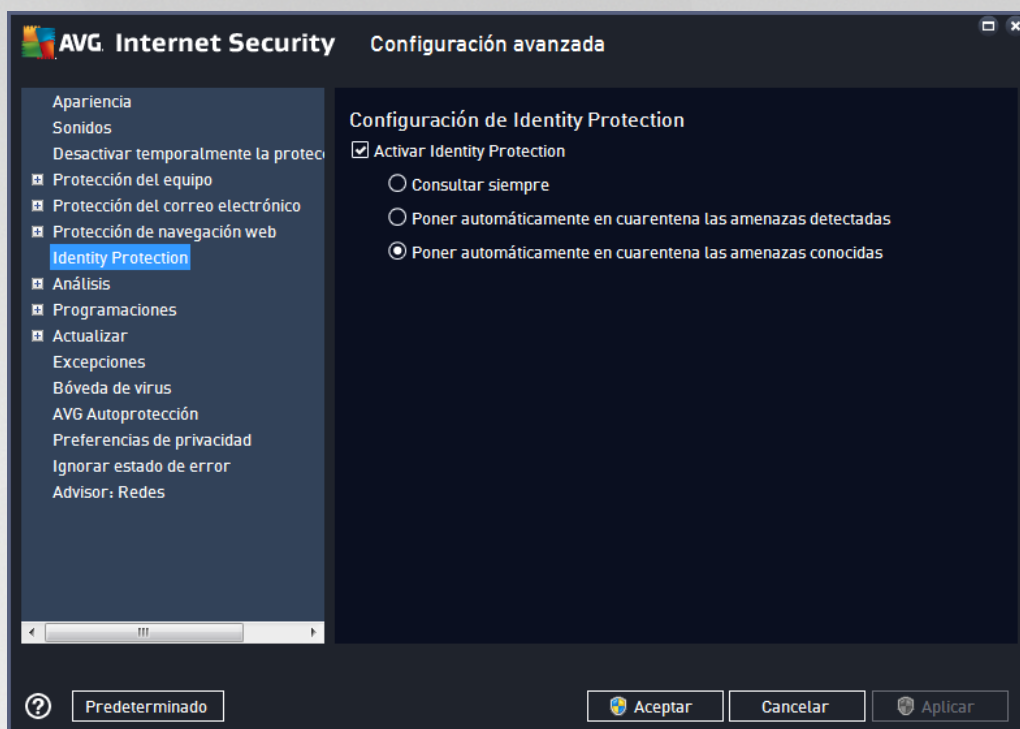 AVG. Internet Security
Configuración avanzada
Apariencia
Sonidos
Desactivar temporalmente la protec
Protección del equipo
Protección del correo electrónico
Protección de navegación web
Identity Protection
Análisis
Programaciones
Actualizar
Excepciones
Bóveda de virus
AVG Autoprotección
Preferencias de privacidad
Ignorar estado de error
Advisor: Redes
Configuración de Identity Protection
Activar Identity Protection
Consultar siempre
Poner automáticamente en cuarentena las amenazas detectadas
Poner automáticamente en cuarentena las amenazas conocidas
Predeterminado
Aceptar
Cancelar
Aplicar